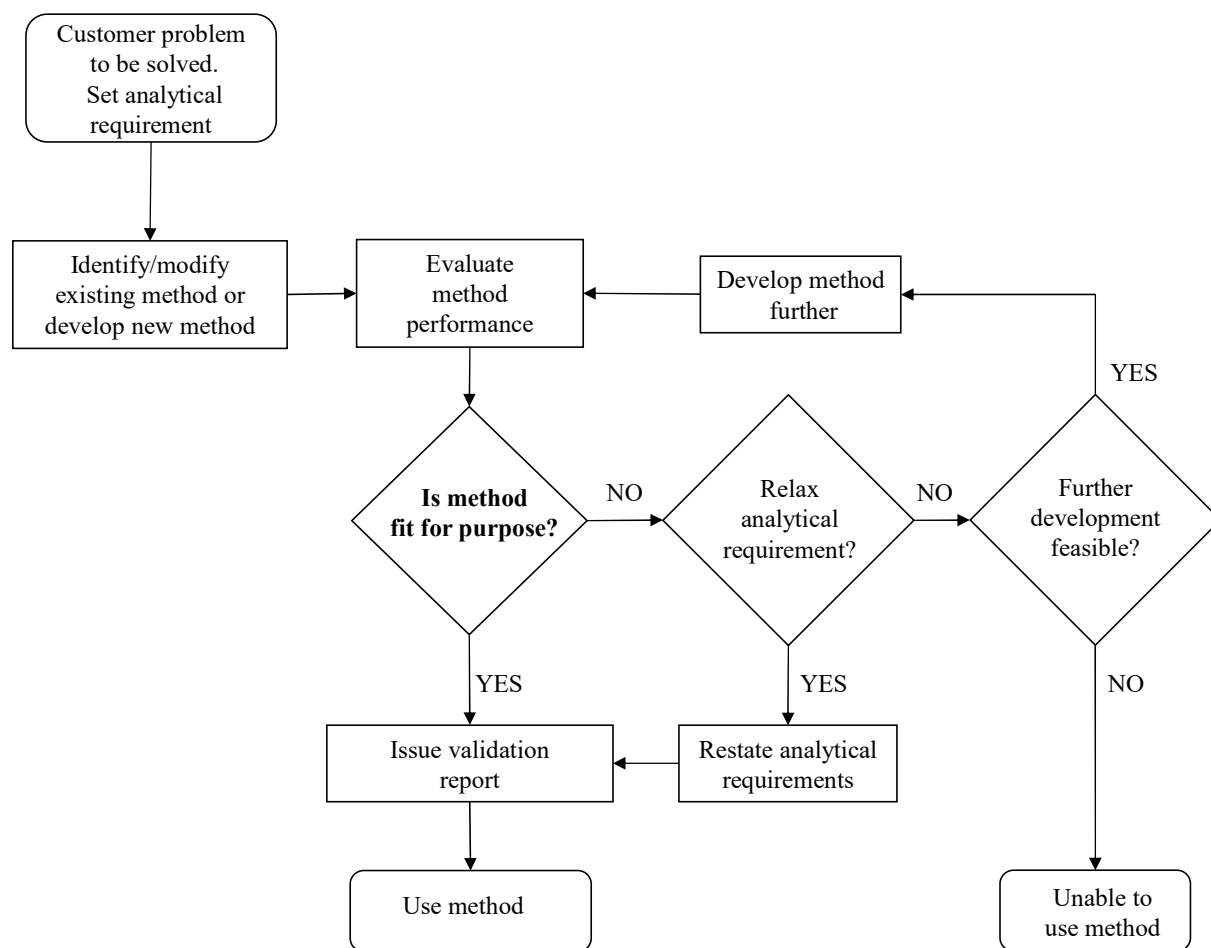 Customer problem
to be solved.
Set analytical
requirement
Identify/modify
existing method or
develop new method
Evaluate
method
performance
Develop method
further
YES
Is method
fit for purpose?
NO
Relax
analytical
requirement?
NO
Further
development
feasible?
YES
YES
NO
Issue validation
report
Restate analytical
requirements
Use method
Unable to
use method